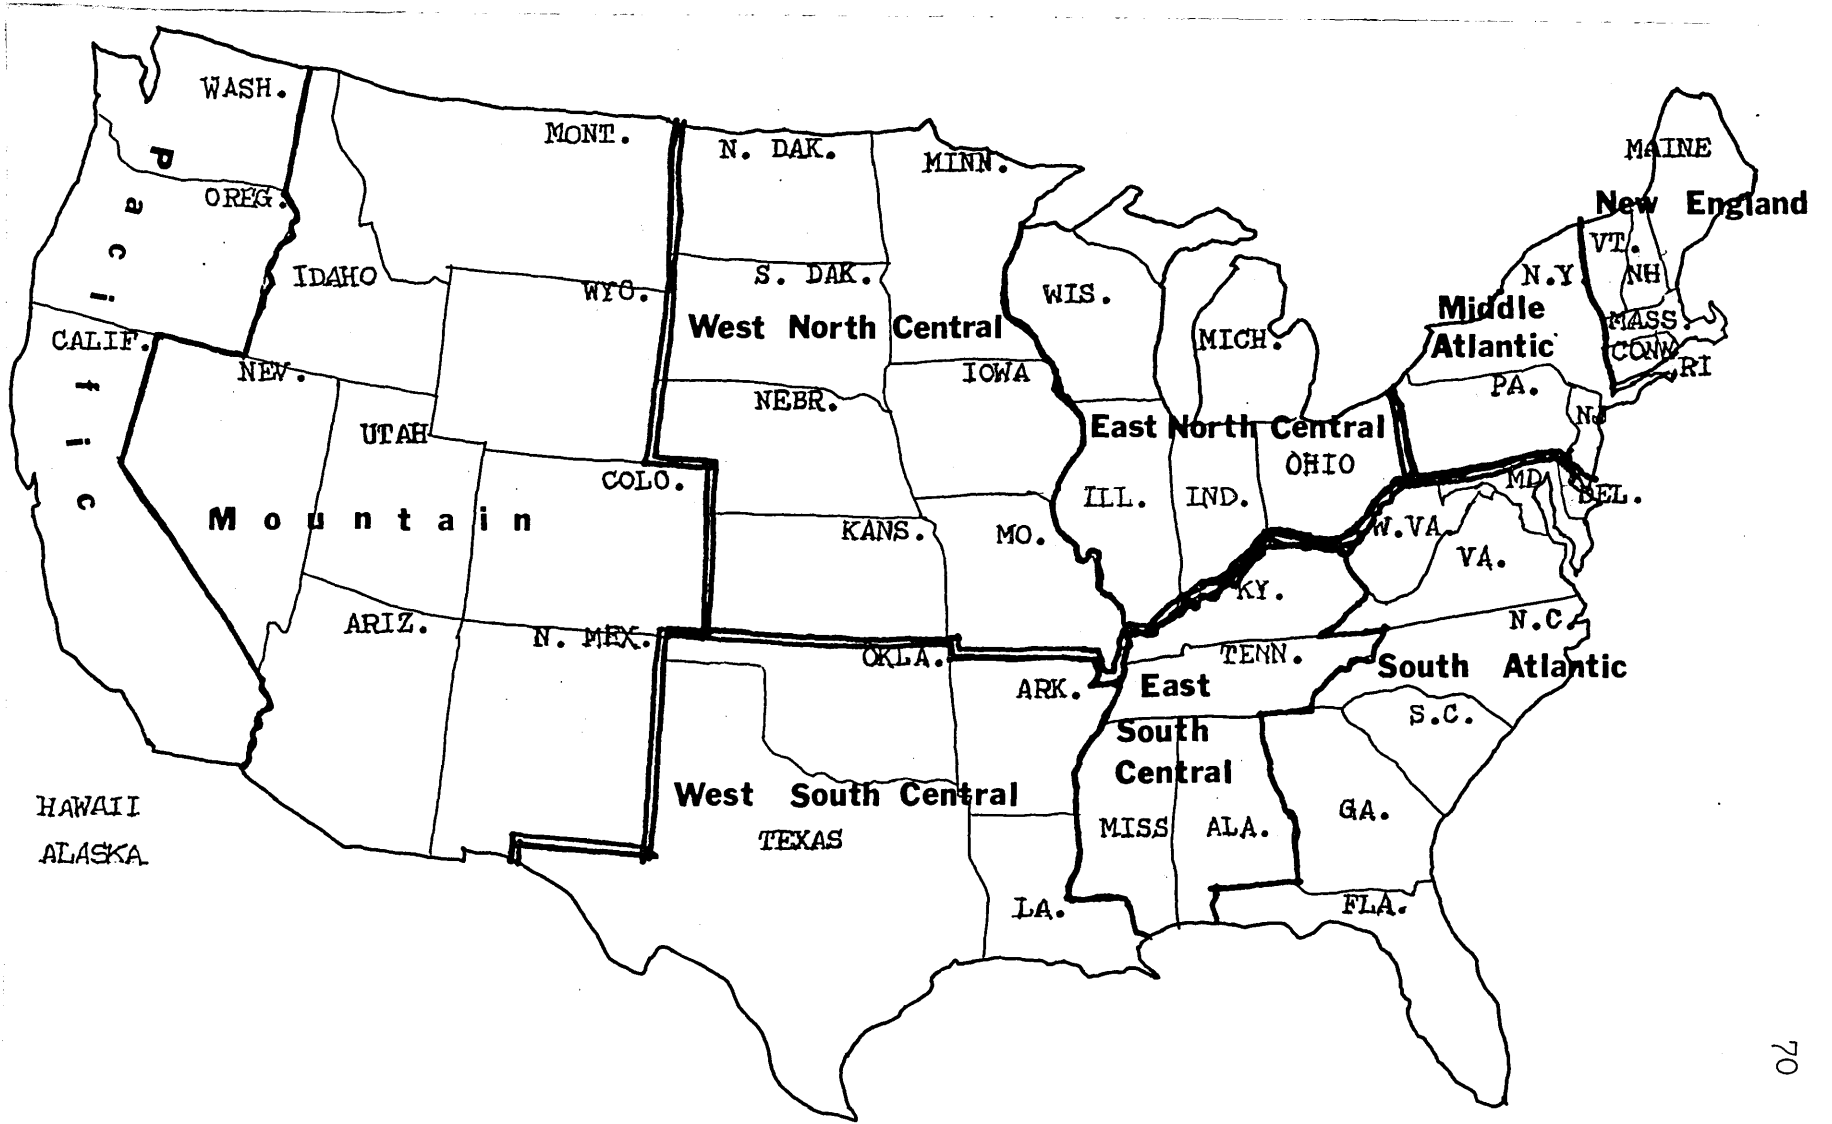 WASH.
MONT.
N. DAK.
MINN.
MAINE
Pacific
OREG.
New England
VT.
N.Y.
NH
IDAHO
WYO.
S. DAK.
WIS.
Middle
Atlantic
MASS.
CONN
RI
West North Central
MICH.
CALIF.
NEV.
IOWA
PA.
NEBR.
NJ
UTAH
East North Central
OHIO
COLO.
MD
DEL.
ILL.
IND.
Mountain
KANS.
MO.
W.VA.
VA.
KY.
ARIZ.
N. MEX.
N.C.
OKLA.
TENN.
South Atlantic
ARK.
East
South
Central
S.C.
West South Central
HAWAII
ALASKA
TEXAS
MISS
ALA.
GA.
LA.
FLA.
70